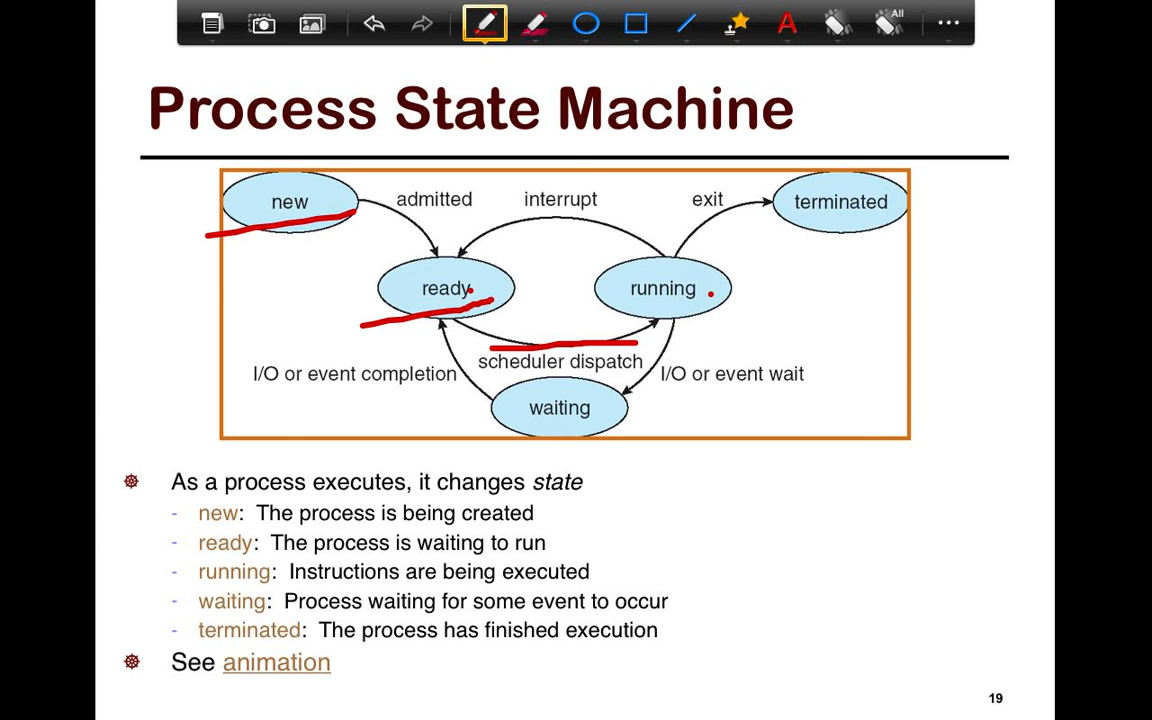 All
A
Process State Machine
new
admitted
interrupt
exit
terminated
ready
running
scheduler dispatch
I/O or event completion
I/O or event wait
waiting
As a process executes, it changes state
- new: The process is being created
- ready: The process is waiting to run
- running: Instructions are being executed
- waiting: Process waiting for some event to occur
- terminated: The process has finished execution
See animation
19